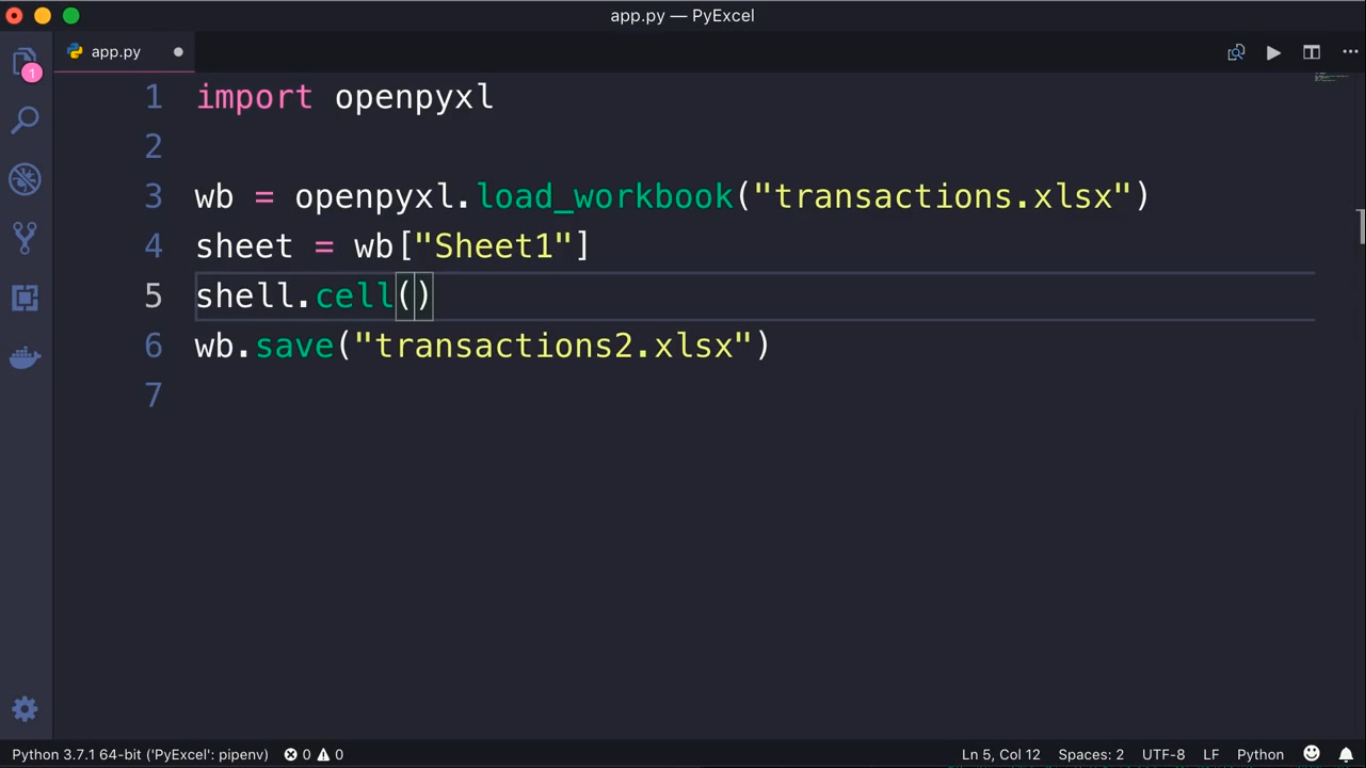 app.py — PyExcel
app.py
1
1 import openpyxl
2
3 wb = openpyxl.load_workbook("transactions.xlsx")
4 sheet = wb["Sheet1"]
5 shell.cell()
6 wb.save("transactions2.xlsx")
7
Python 3.7.1 64-bit ('PyExcel': pipenv) 0 0 Ln 5, Col 12 Spaces: 2 UTF-8 LF Python